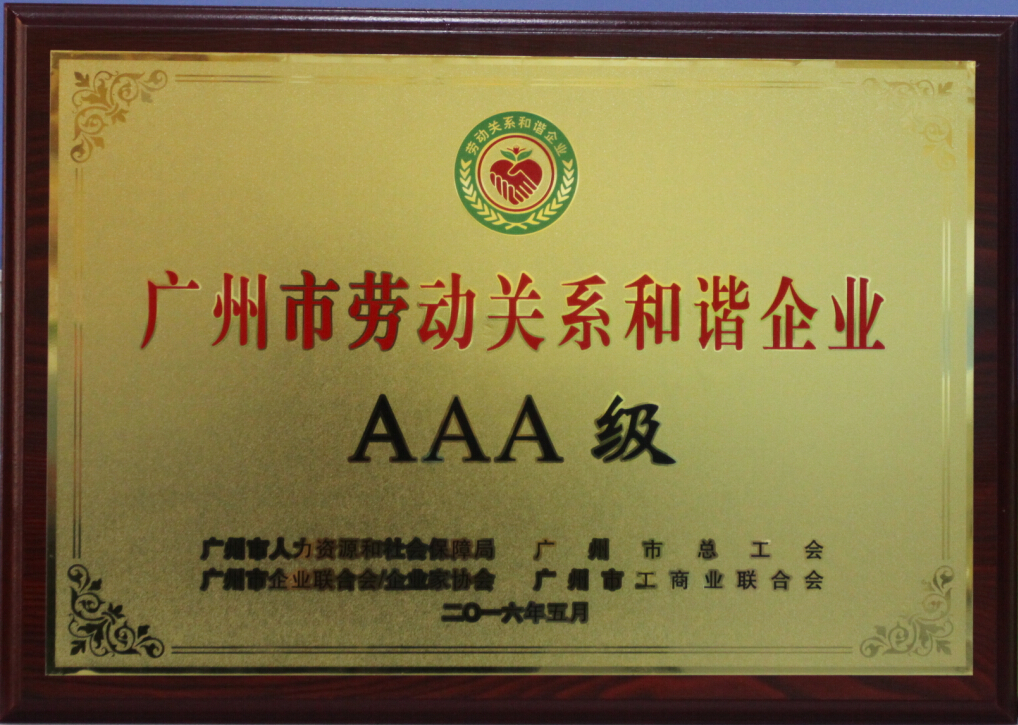 劳动关系和谐企业
广州市劳动关系和谐企业
AAA级
广州市人力资源和社会保障局 广州市总工会
广州市企业联合会/企业家协会 广州市工商业联合会
二〇一六年五月